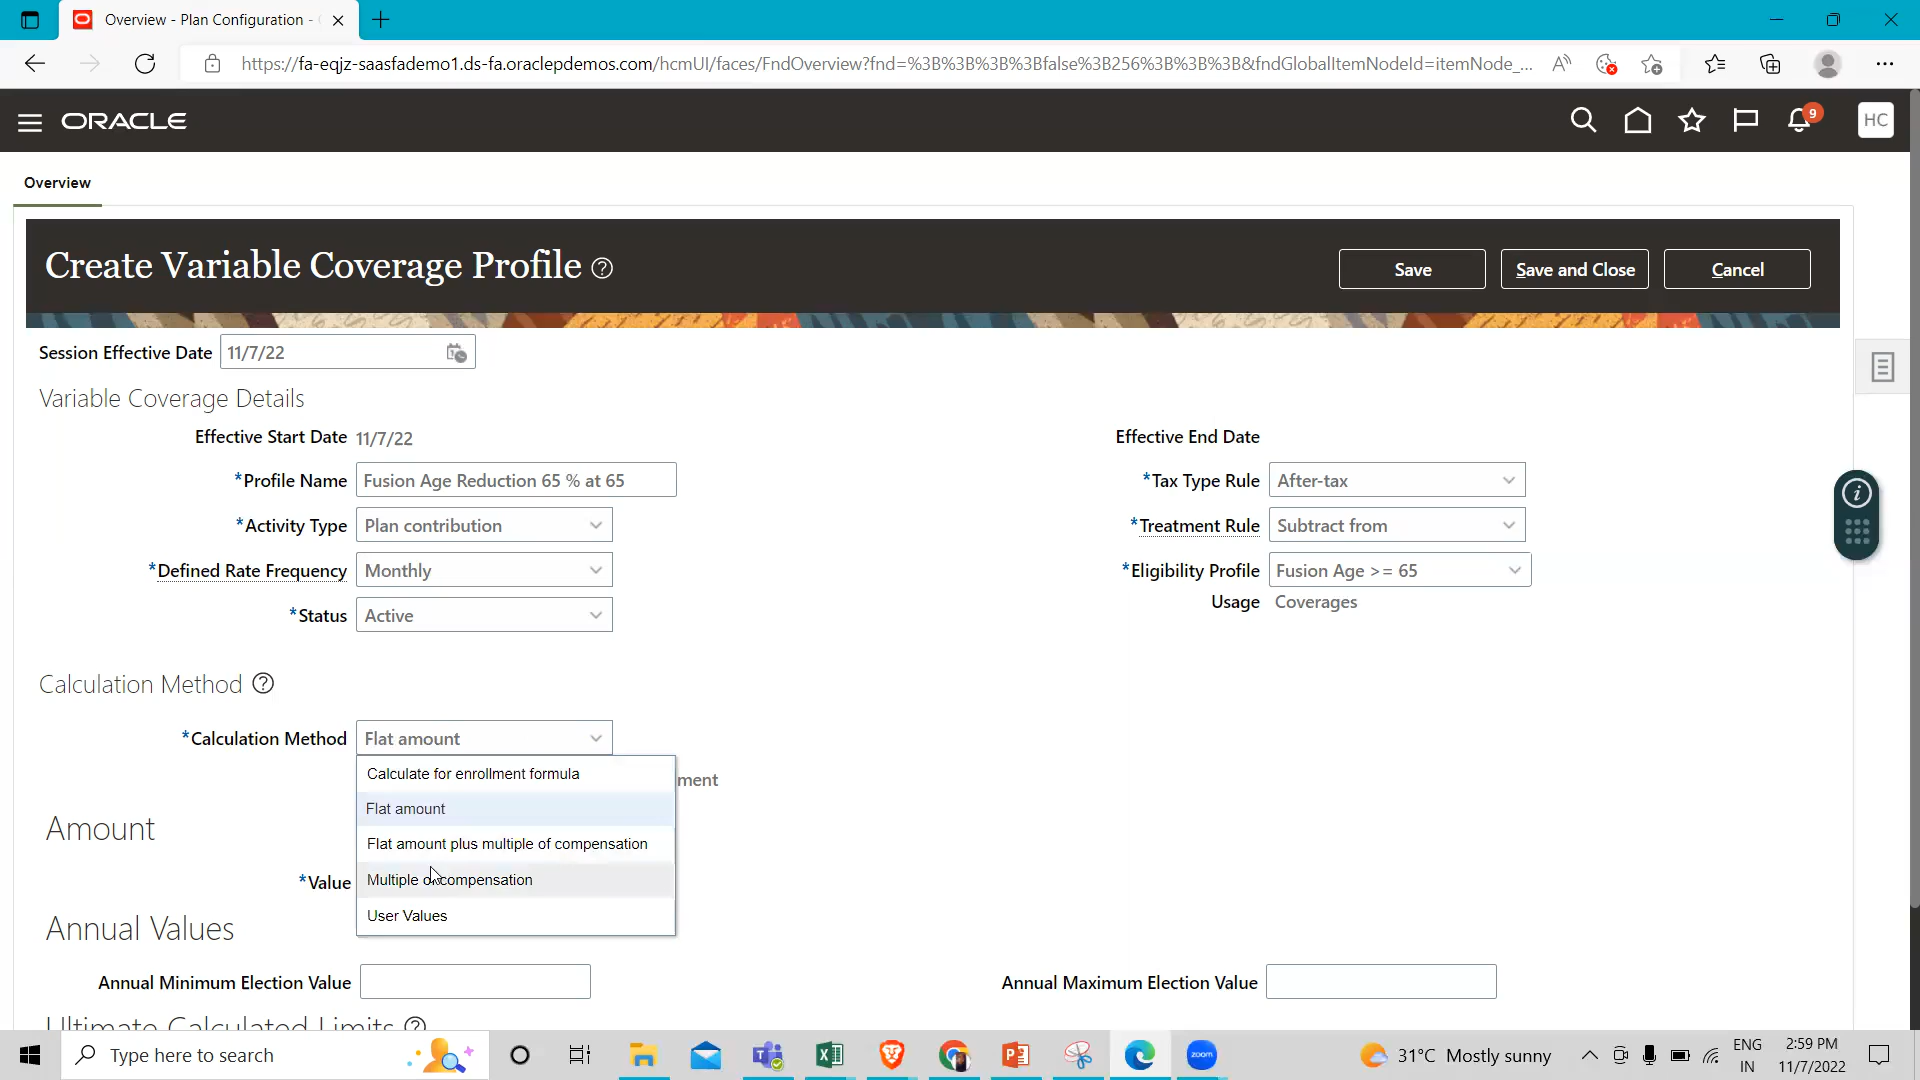 Overview - Plan Configuration -
https://fa-eqjz-saasfademo1.ds-fa.oraclepdemos.com/hcmUI/faces/FndOverview?fnd=%3B%3B%3B%3Bfalse%3B256%3B%3B%3B&fndGlobalItemNodeId=itemNode_...
ORACLE
9
HC
Overview
Create Variable Coverage Profile
Save
Save and Close
Cancel
Session Effective Date 11/7/22
Variable Coverage Details
Effective Start Date 11/7/22
Effective End Date
*Profile Name Fusion Age Reduction 65 % at 65
*Tax Type Rule After-tax
*Activity Type Plan contribution
*Treatment Rule Subtract from
*Defined Rate Frequency Monthly
*Eligibility Profile Fusion Age >= 65
*Status Active
Usage Coverages
Calculation Method
*Calculation Method Flat amount
Calculate for enrollment formula
ment
Flat amount
Amount
Flat amount plus multiple of compensation
*Value
Multiple of compensation
User Values
Annual Values
Annual Minimum Election Value
Annual Maximum Election Value
Ultimate Calculated Limits
Type here to search
zoom
31°C Mostly sunny
ENG
IN
2:59 PM
11/7/2022